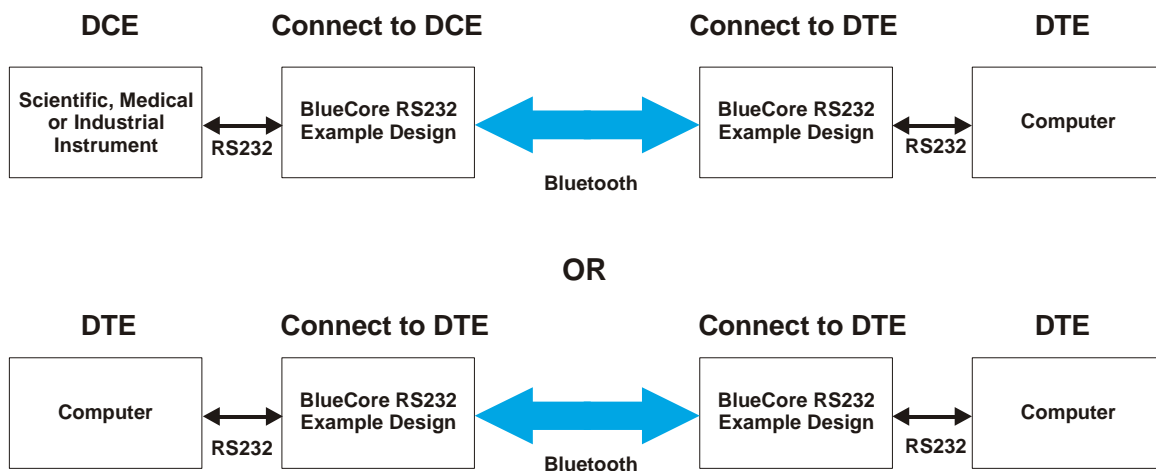 DCE
Connect to DCE
Connect to DTE
DTE
Scientific, Medical
or Industrial
Instrument
RS232
BlueCore RS232
Example Design
Bluetooth
BlueCore RS232
Example Design
RS232
Computer
OR
DTE
Connect to DTE
Connect to DTE
DTE
Computer
RS232
BlueCore RS232
Example Design
Bluetooth
BlueCore RS232
Example Design
RS232
Computer